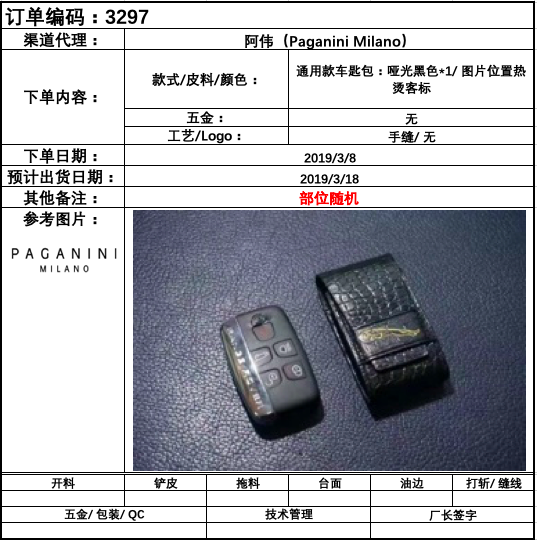 订单编码：3297
渠道代理：
阿伟（Paganini Milano）
下单内容：
款式/皮料/颜色：
通用款车匙包：哑光黑色*1/ 图片位置热
烫客标
五金：
无
工艺/Logo：
手缝/ 无
下单日期：
2019/3/8
预计出货日期：
2019/3/18
其他备注：
部位随机
参考图片：
PAGANINI
MILANO
开料
铲皮
拖料
台面
油边
打斩/ 缝线
五金/ 包装/ QC
技术管理
厂长签字